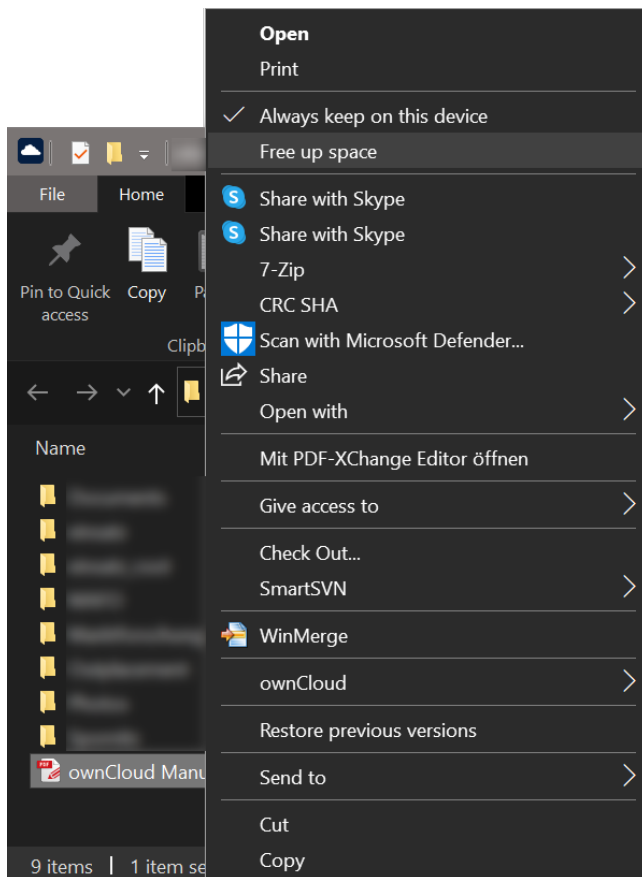 Open
Print
Always keep on this device
Free up space
Share with Skype
Share with Skype
7-Zip
CRC SHA
Scan with Microsoft Defender...
Share
Open with
Mit PDF-XChange Editor öffnen
Give access to
Check Out...
SmartSVN
WinMerge
ownCloud
Restore previous versions
Send to
Cut
Copy
File
Home
Pin to Quick
access
Copy
Clipb
Name
ownCloud Manu
9 items
1 item se